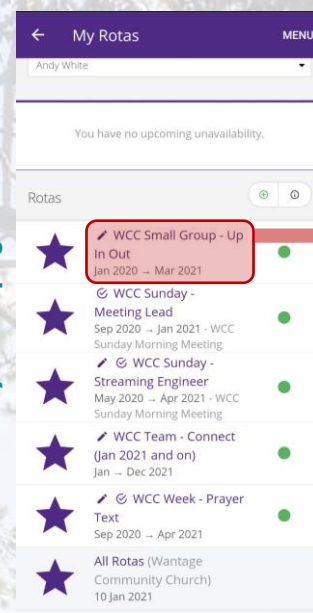 My Rotas
MENU
Andy White
You have no upcoming unavailability.
Rotas
WCC Small Group - Up
In Out
Jan 2020 → Mar 2021
WCC Sunday -
Meeting Lead
Sep 2020 → Jan 2021 - WCC
Sunday Morning Meeting
WCC Sunday -
Streaming Engineer
May 2020 → Apr 2021 - WCC
Sunday Morning Meeting
WCC Team - Connect
(Jan 2021 and on)
Jan → Dec 2021
WCC Week - Prayer
Text
Sep 2020 → Apr 2021
All Rotas (Wantage
Community Church)
10 Jan 2021